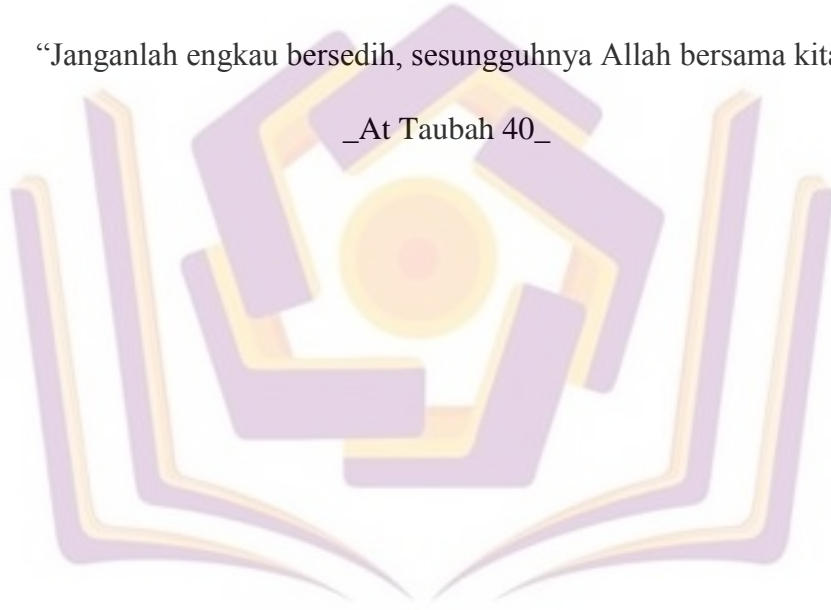 “Janganlah engkau bersedih, sesungguhnya Allah bersama kita
_At Taubah 40_